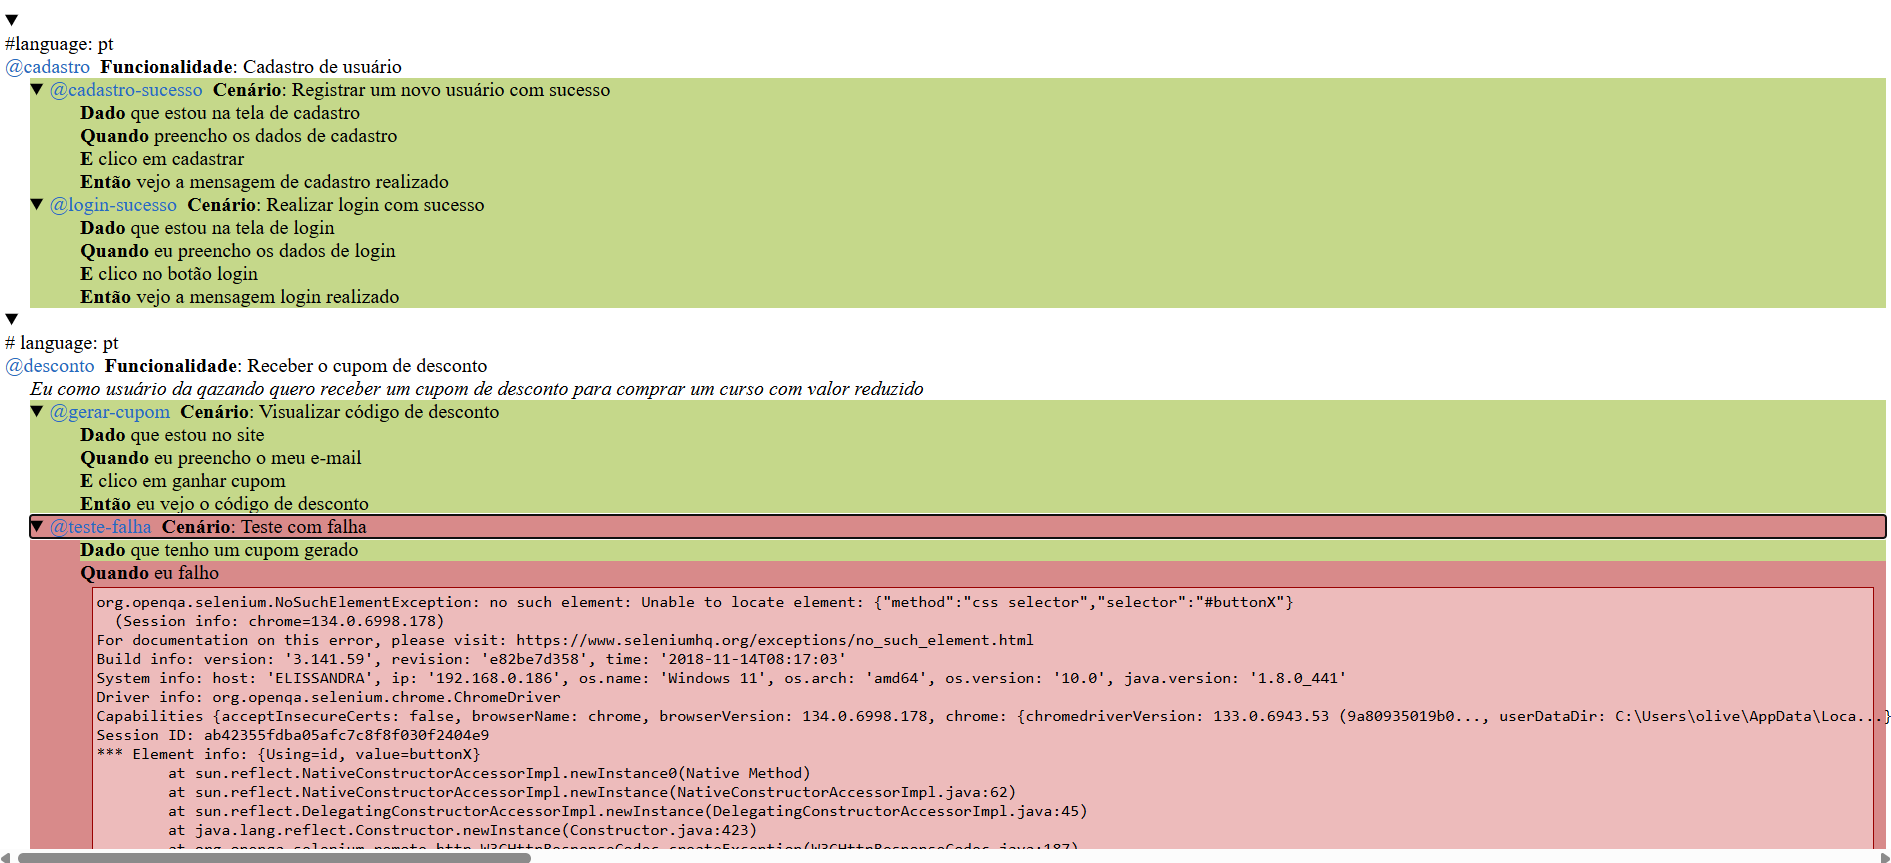 #language: pt
@cadastro Funcionalidade: Cadastro de usuário
@cadastro-sucesso Cenário: Registrar um novo usuário com sucesso
Dado que estou na tela de cadastro
Quando preencho os dados de cadastro
E clico em cadastrar
Então vejo a mensagem de cadastro realizado
@login-sucesso Cenário: Realizar login com sucesso
Dado que estou na tela de login
Quando eu preencho os dados de login
E clico no botão login
Então vejo a mensagem login realizado
# language: pt
@desconto Funcionalidade: Receber o cupom de desconto
Eu como usuário da qazando quero receber um cupom de desconto para comprar um curso com valor reduzido
@gerar-cupom Cenário: Visualizar código de desconto
Dado que estou no site
Quando eu preencho o meu e-mail
E clico em ganhar cupom
Então eu vejo o código de desconto
@teste-falha Cenário: Teste com falha
Dado que tenho um cupom gerado
Quando eu falho
org.openqa.selenium.NoSuchElementException: no such element: Unable to locate element: {"method":"css selector","selector":"#buttonX"}
(Session info: chrome=134.0.6998.178)
For documentation on this error, please visit: https://www.seleniumhq.org/exceptions/no_such_element.html
Build info: version: '3.141.59', revision: 'e82be7d358', time: '2018-11-14T08:17:03'
System info: host: 'ELISSANDRA', ip: '192.168.0.186', os.name: 'Windows 11', os.arch: 'amd64', os.version: '10.0', java.version: '1.8.0_441'
Driver info: org.openqa.selenium.chrome.ChromeDriver
Capabilities {acceptInsecureCerts: false, browserName: chrome, browserVersion: 134.0.6998.178, chrome: {chromedriverVersion: 133.0.6943.53 (9a80935019b0..., userDataDir: C:\Users\olive\AppData\Loca...}
Session ID: ab42355fdba05afc7c8f8f030f2404e9
*** Element info: {Using=id, value=buttonX}
at sun.reflect.NativeConstructorAccessorImpl.newInstance0(Native Method)
at sun.reflect.NativeConstructorAccessorImpl.newInstance(NativeConstructorAccessorImpl.java:62)
at sun.reflect.DelegatingConstructorAccessorImpl.newInstance(DelegatingConstructorAccessorImpl.java:45)
at java.lang.reflect.Constructor.newInstance(Constructor.java:423)
at org.openqa.selenium.remote.http.W3CHttpResponseCodec.createException(W3CHttpResponseCodec.java:187)